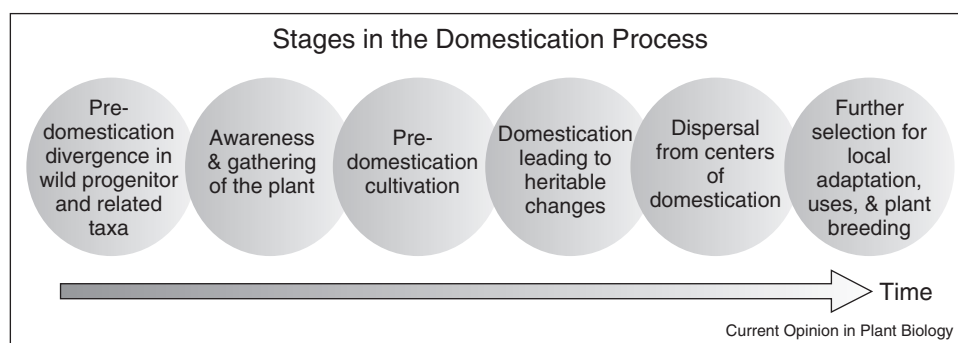 Stages in the Domestication Process
Pre-
domestication
divergence in
wild progenitor
and related
taxa
Awareness
& gathering
of the plant
Pre-
domestication
cultivation
Domestication
leading to
heritable
changes
Dispersal
from centers
of
domestication
Further
selection for
local
adaptation,
uses, & plant
breeding
Time
Current Opinion in Plant Biology